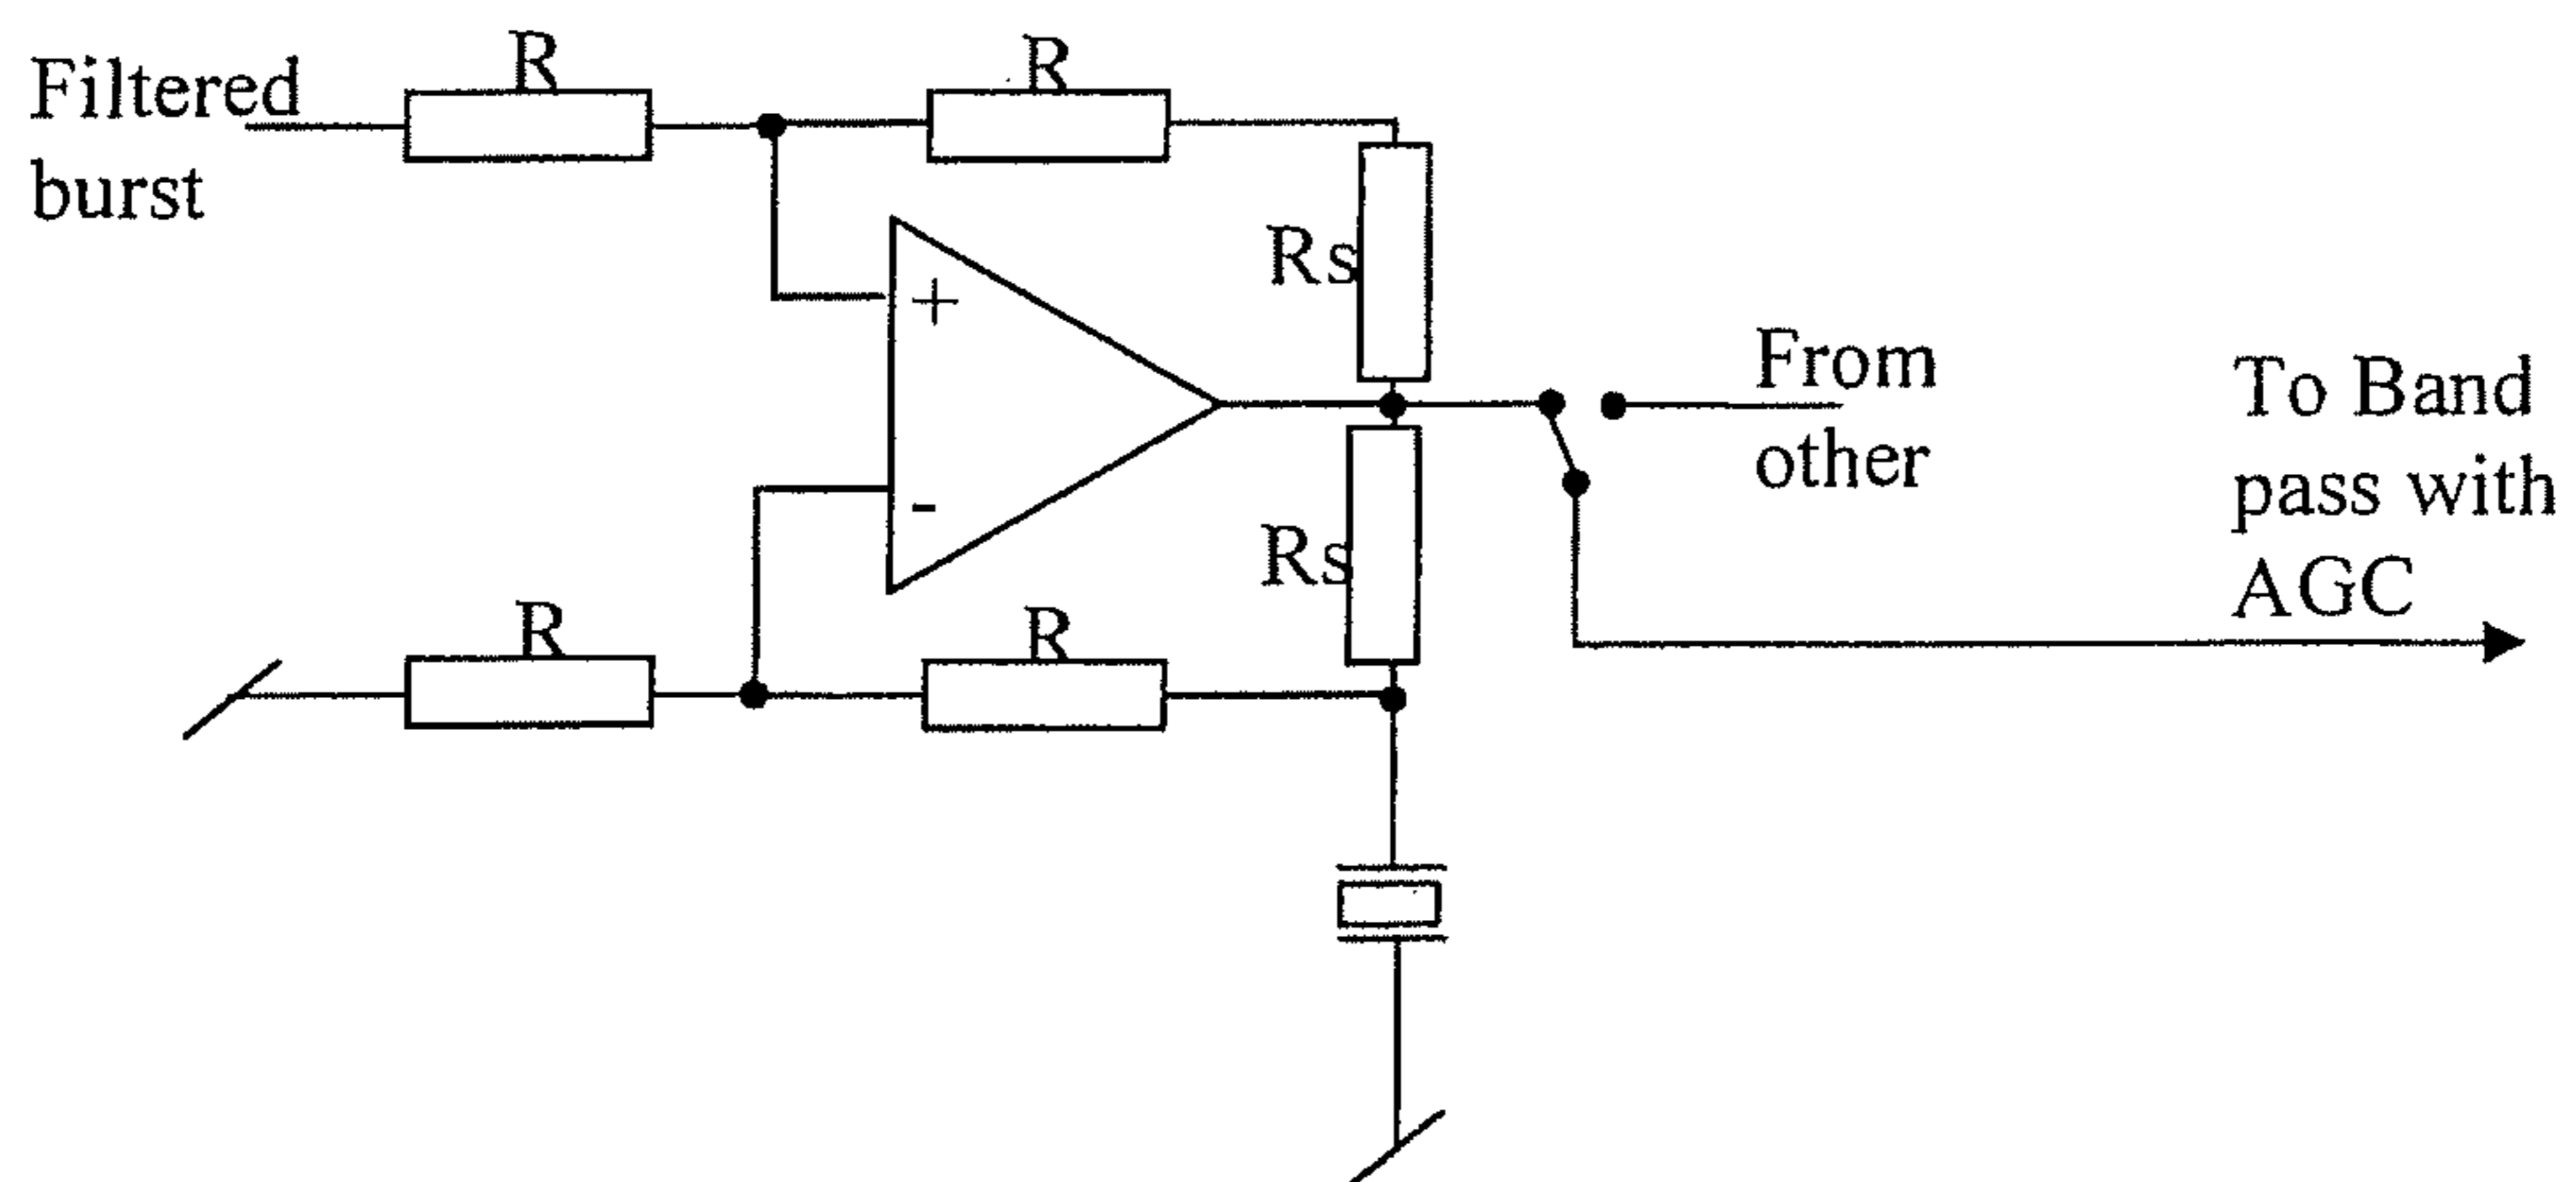 Filtered
burst
R
R
Rs
+
-
Rs
R
R
From
other
To Band
pass with
AGC